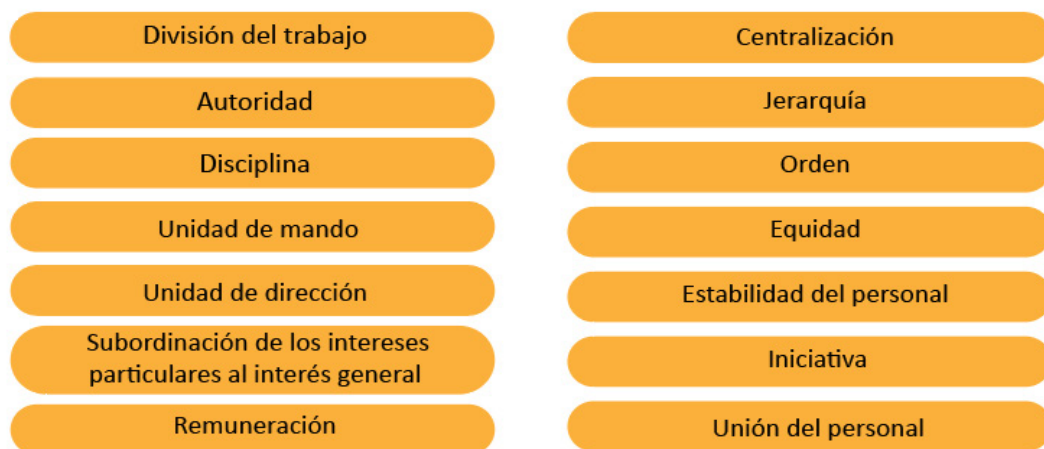 División del trabajo
Autoridad
Disciplina
Unidad de mando
Unidad de dirección
Subordinación de los intereses
particulares al interés general
Remuneración
Centralización
Jerarquía
Orden
Equidad
Estabilidad del personal
Iniciativa
Unión del personal